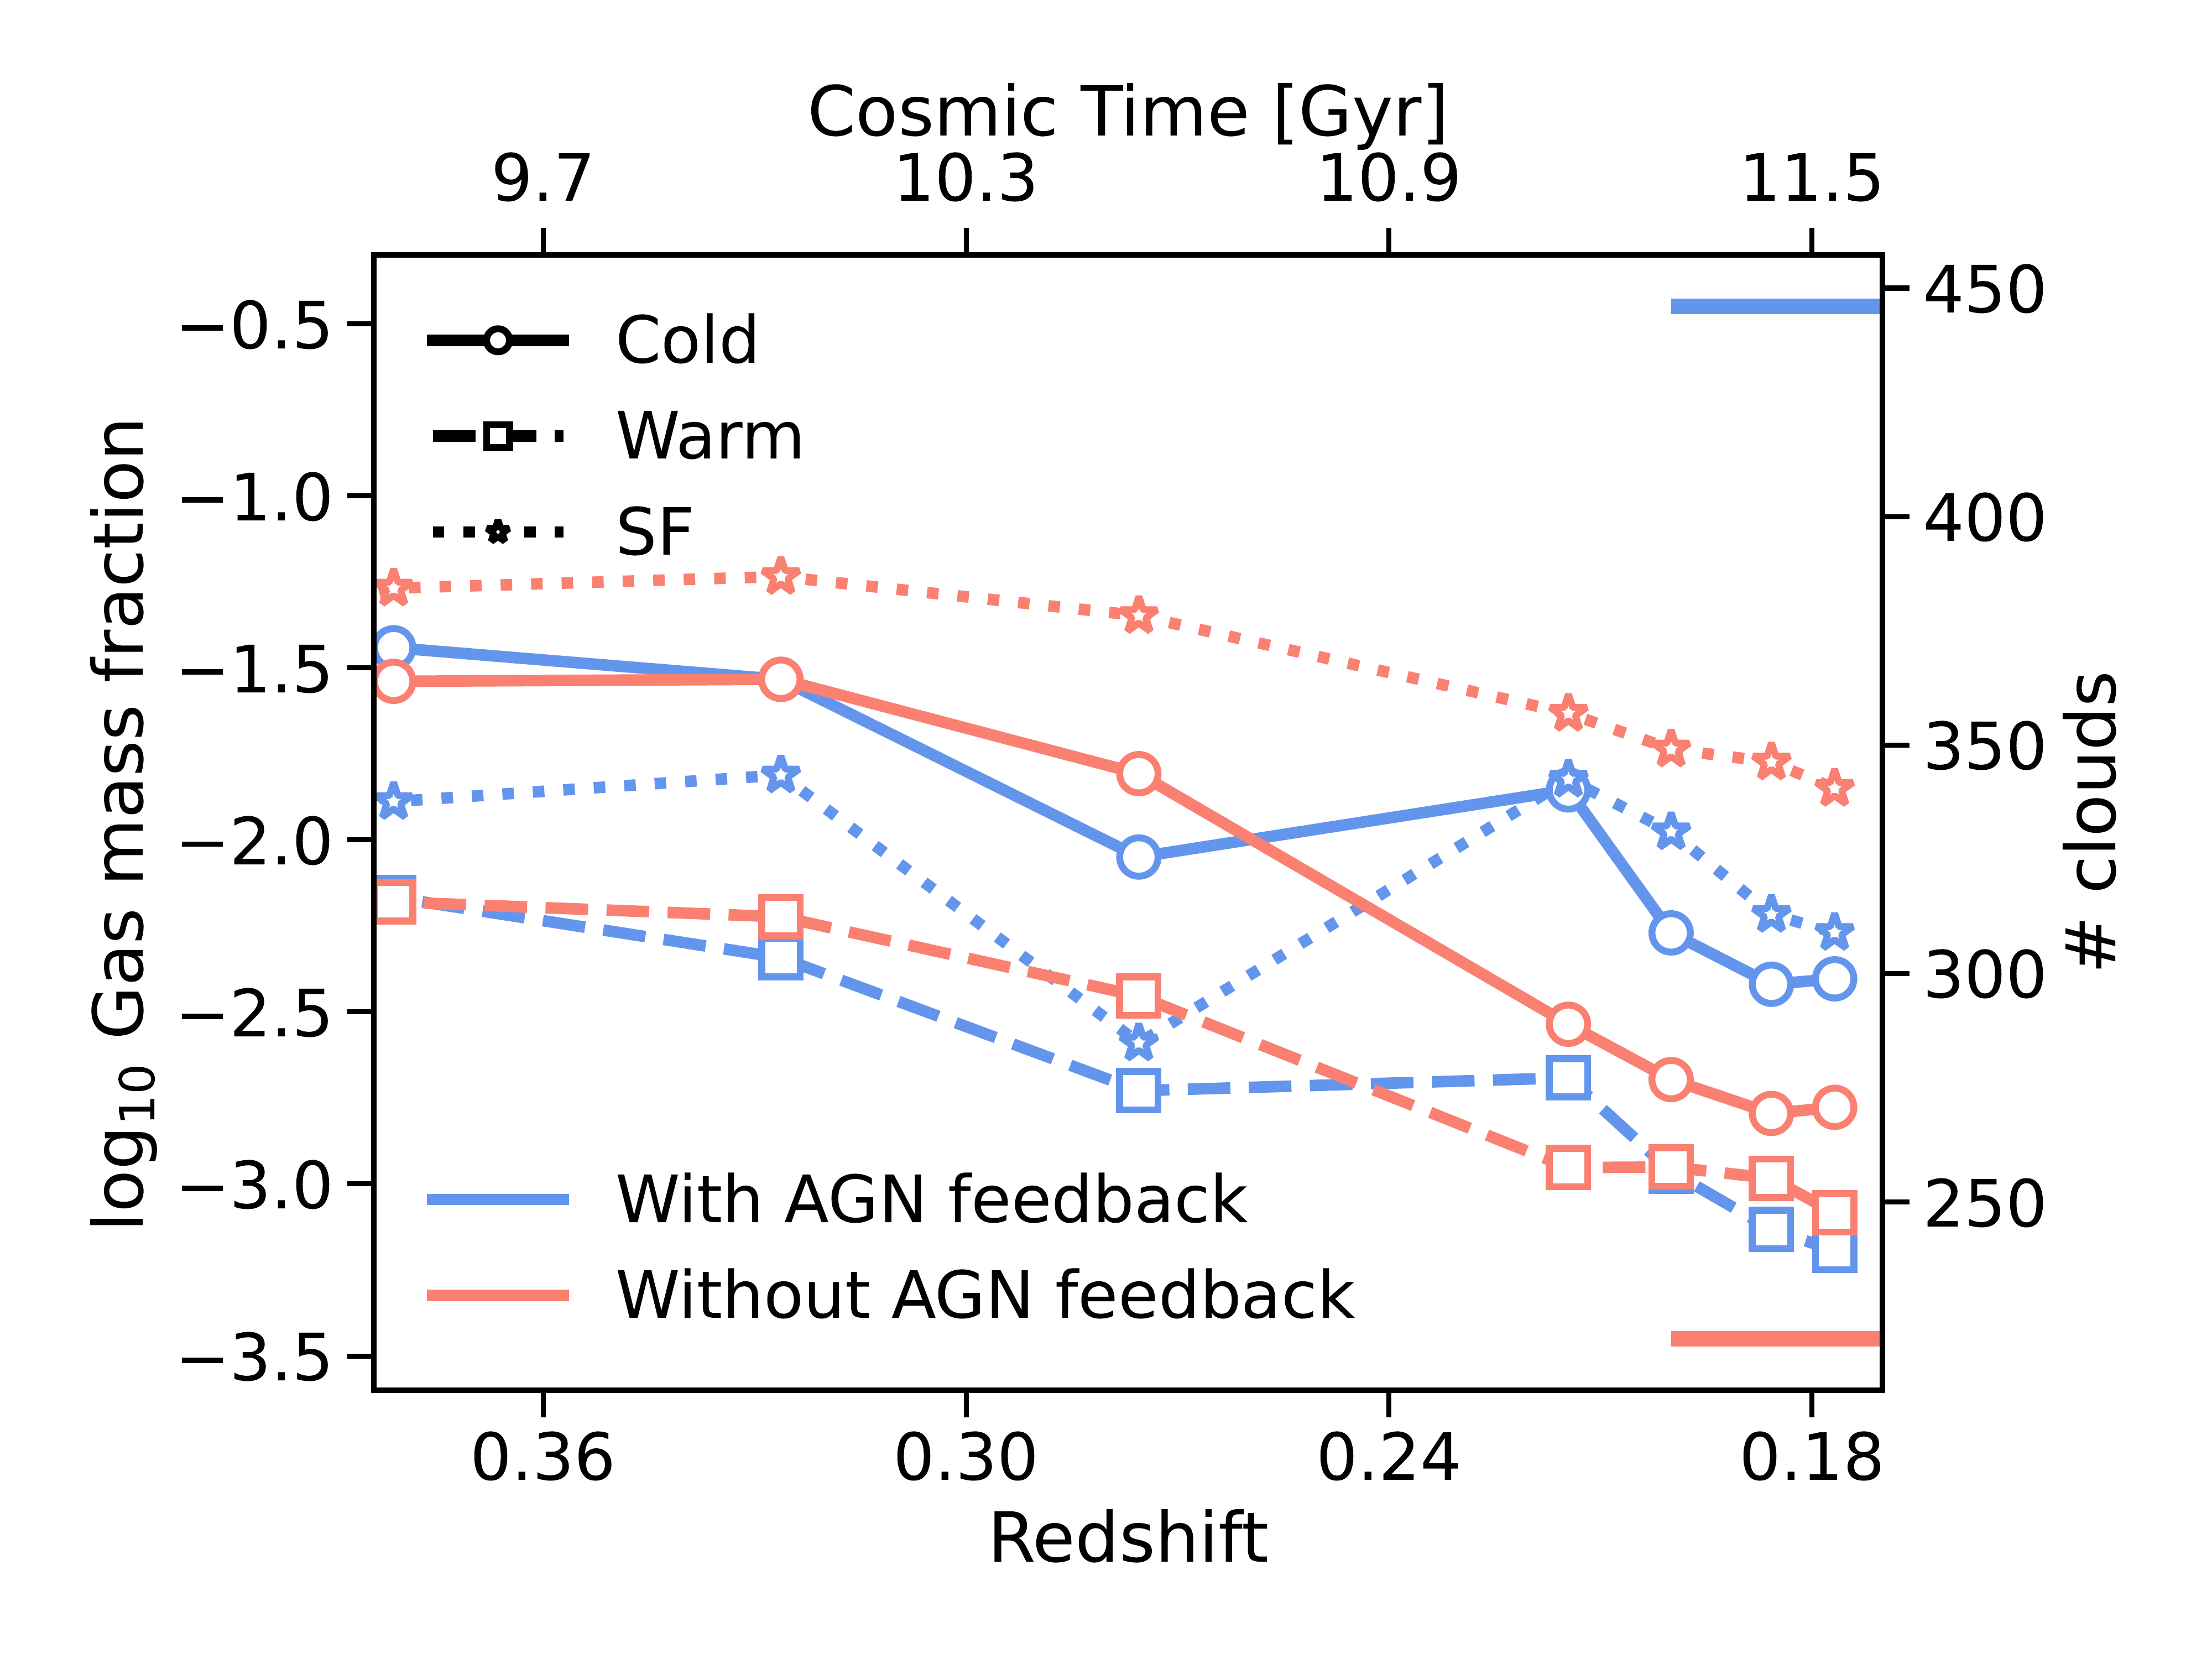 Cosmic Time [Gyr]
9.7 10.3 10.9 11.5
−0.5
−1.0
−1.5
−2.0
−2.5
−3.0
−3.5
log₁₀ Gas mass fraction
Cold
Warm
SF
With AGN feedback
Without AGN feedback
450
400
350
300
250
# clouds
0.36 0.30 0.24 0.18
Redshift